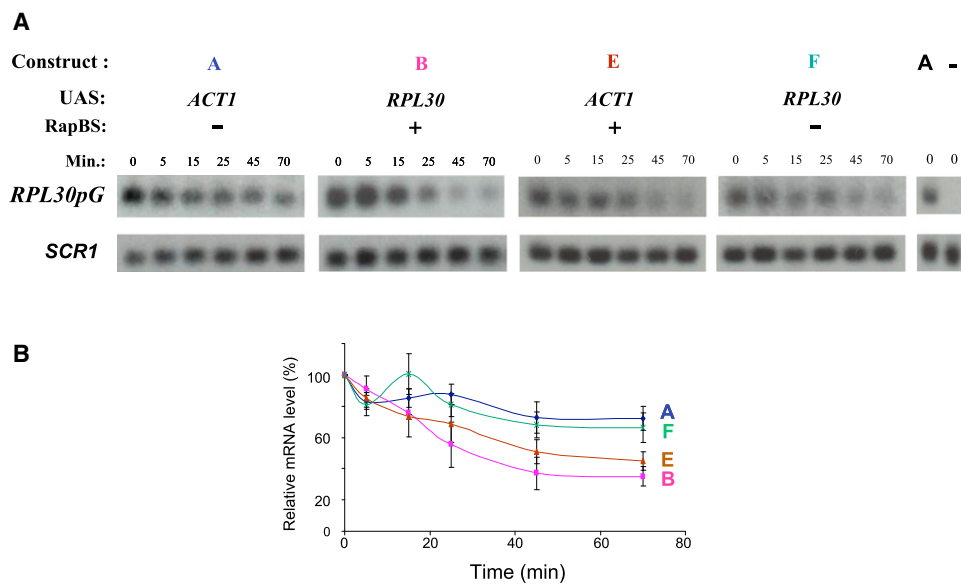 A
Construct : A B E F A -
UAS: ACT1 RPL30 ACT1 RPL30
RapBS: - + + -
Min.: 0 5 15 25 45 70 0 5 15 25 45 70 0 5 15 25 45 70 0 5 15 25 45 70 0 0
RPL30pG
SCR1
B
Relative mRNA level (%)
100
60
20
0
0 20 40 60 80
Time (min)
A
F
E
B